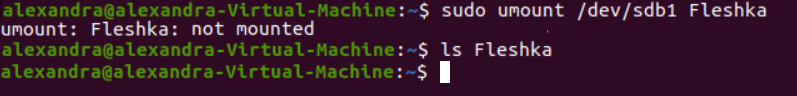 alexandra@alexandra-Virtual-Machine:~$ sudo umount /dev/sdb1 Fleshka
umount: Fleshka: not mounted
alexandra@alexandra-Virtual-Machine:~$ ls Fleshka
alexandra@alexandra-Virtual-Machine:~$